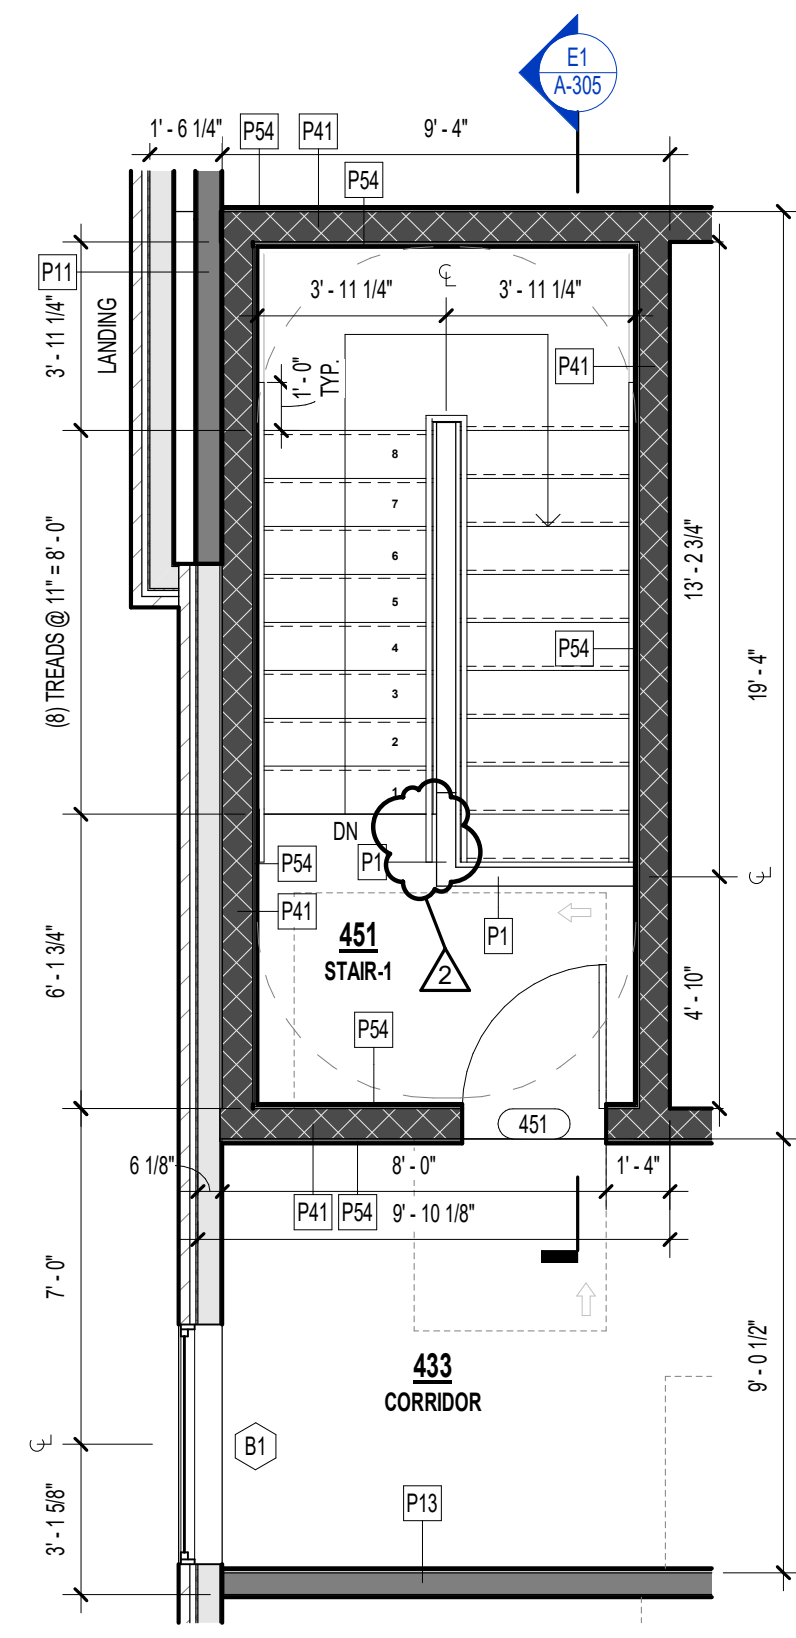 E1
A-305
1' - 6 1/4"
P54
P41
9' - 4"
P54
P11
3' - 11 1/4"
LANDING
℄
3' - 11 1/4"
3' - 11 1/4"
1' - 0"
TYP.
P41
8
7
6
5
4
3
2
1
(8) TREADS @ 11" = 8' - 0"
13' - 2 3/4"
P54
19' - 4"
DN
P1
P54
℄
P41
P1
451
STAIR-1
2
6' - 1 3/4"
4' - 10"
P54
451
6 1/8"
8' - 0"
1' - 4"
P41
P54
9' - 10 1/8"
7' - 0"
433
CORRIDOR
9' - 0 1/2"
℄
B1
3' - 1 5/8"
P13